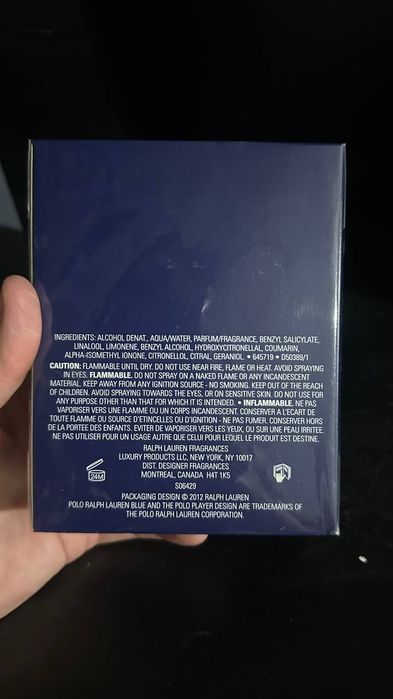 INGREDIENTS: ALCOHOL DENAT., AQUA/WATER, PARFUM/FRAGRANCE, BENZYL SALICYLATE,
LINALOOL, LIMONENE, BENZYL ALCOHOL, HYDROXYCITRONELLAL, COUMARIN,
ALPHA-ISOMETHYL IONONE, CITRONELLOL, CITRAL, GERANIOL. • 645719 • D50389/1
CAUTION: FLAMMABLE UNTIL DRY. DO NOT USE NEAR FIRE, FLAME OR HEAT. AVOID SPRAYING
IN EYES. FLAMMABLE. DO NOT SPRAY ON A NAKED FLAME OR ANY INCANDESCENT
MATERIAL. KEEP AWAY FROM ANY IGNITION SOURCE - NO SMOKING. KEEP OUT OF THE REACH
OF CHILDREN. AVOID SPRAYING TOWARDS THE EYES, OR ON SENSITIVE SKIN. DO NOT USE FOR
ANY PURPOSE OTHER THAN THAT FOR WHICH IT IS INTENDED. • INFLAMMABLE. NE PAS
VAPORISER VERS UNE FLAMME OU UN CORPS INCANDESCENT. CONSERVER A L'ECART DE
TOUTE FLAMME OU SOURCE D'ETINCELLES OU D'IGNITION - NE PAS FUMER. CONSERVER HORS
DE LA PORTEE DES ENFANTS. EVITER DE VAPORISER VERS LES YEUX, OU SUR UNE PEAU IRRITEE.
NE PAS UTILISER POUR UN USAGE AUTRE QUE CELUI POUR LEQUEL LE PRODUIT EST DESTINE.
RALPH LAUREN FRAGRANCES
LUXURY PRODUCTS LLC, NEW YORK, NY 10017
DIST. DESIGNER FRAGRANCES
MONTREAL, CANADA H4T 1K5
24M
S06429
PACKAGING DESIGN © 2012 RALPH LAUREN
POLO RALPH LAUREN BLUE AND THE POLO PLAYER DESIGN ARE TRADEMARKS OF
THE POLO RALPH LAUREN CORPORATION.